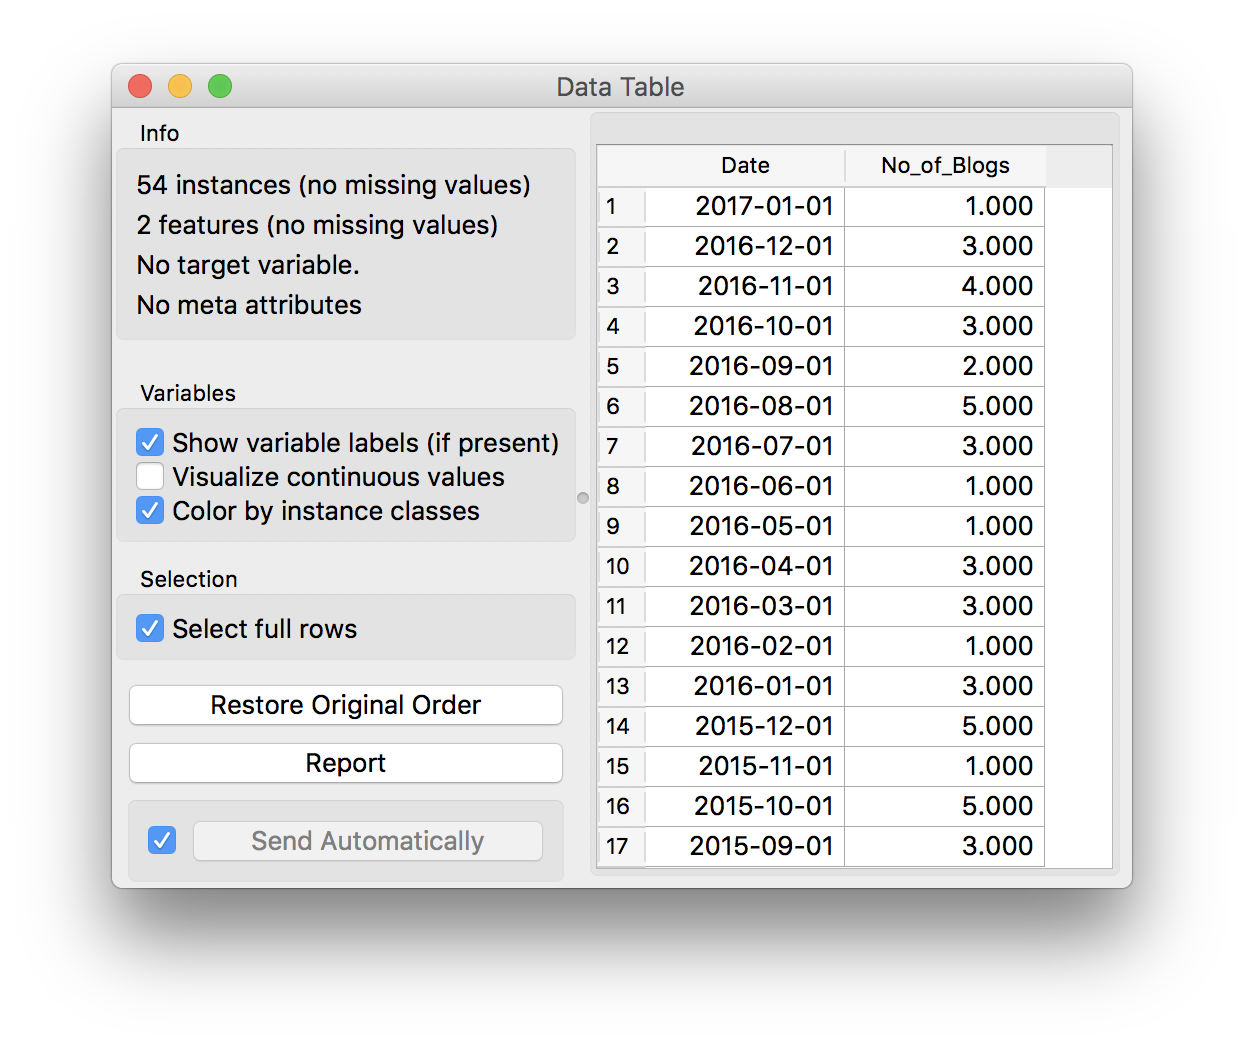 Data Table
Info
54 instances (no missing values)
2 features (no missing values)
No target variable.
No meta attributes
Variables
Show variable labels (if present)
Visualize continuous values
Color by instance classes
Selection
Select full rows
Restore Original Order
Report
Send Automatically
Date No_of_Blogs
1 2017-01-01 1.000
2 2016-12-01 3.000
3 2016-11-01 4.000
4 2016-10-01 3.000
5 2016-09-01 2.000
6 2016-08-01 5.000
7 2016-07-01 3.000
8 2016-06-01 1.000
9 2016-05-01 1.000
10 2016-04-01 3.000
11 2016-03-01 3.000
12 2016-02-01 1.000
13 2016-01-01 3.000
14 2015-12-01 5.000
15 2015-11-01 1.000
16 2015-10-01 5.000
17 2015-09-01 3.000